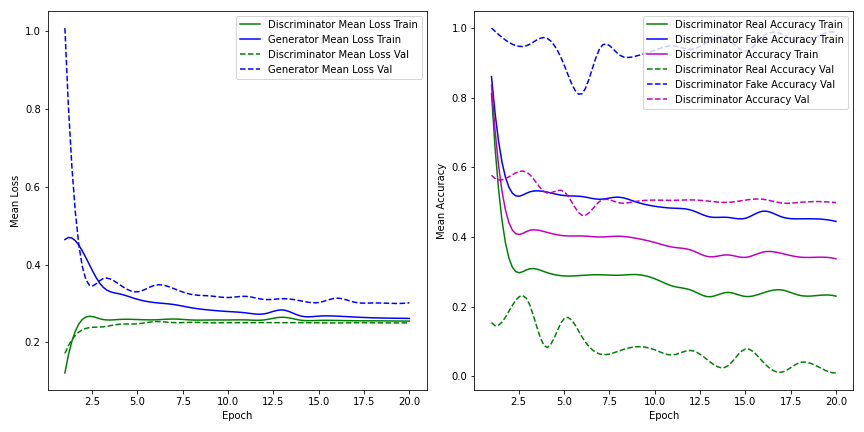 Discriminator Mean Loss Train
Generator Mean Loss Train
Discriminator Mean Loss Val
Generator Mean Loss Val
1.0
0.8
0.6
0.4
0.2
Mean Loss
2.5 5.0 7.5 10.0 12.5 15.0 17.5 20.0
Epoch
Discriminator Real Accuracy Train
Discriminator Fake Accuracy Train
Discriminator Accuracy Train
Discriminator Real Accuracy Val
Discriminator Fake Accuracy Val
Discriminator Accuracy Val
1.0
0.8
0.6
0.4
0.2
0.0
Mean Accuracy
2.5 5.0 7.5 10.0 12.5 15.0 17.5 20.0
Epoch